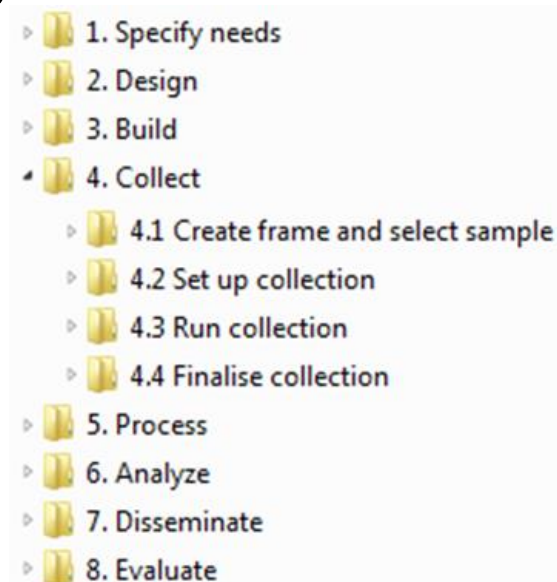 1. Specify needs
2. Design
3. Build
4. Collect
4.1 Create frame and select sample
4.2 Set up collection
4.3 Run collection
4.4 Finalise collection
5. Process
6. Analyze
7. Disseminate
8. Evaluate